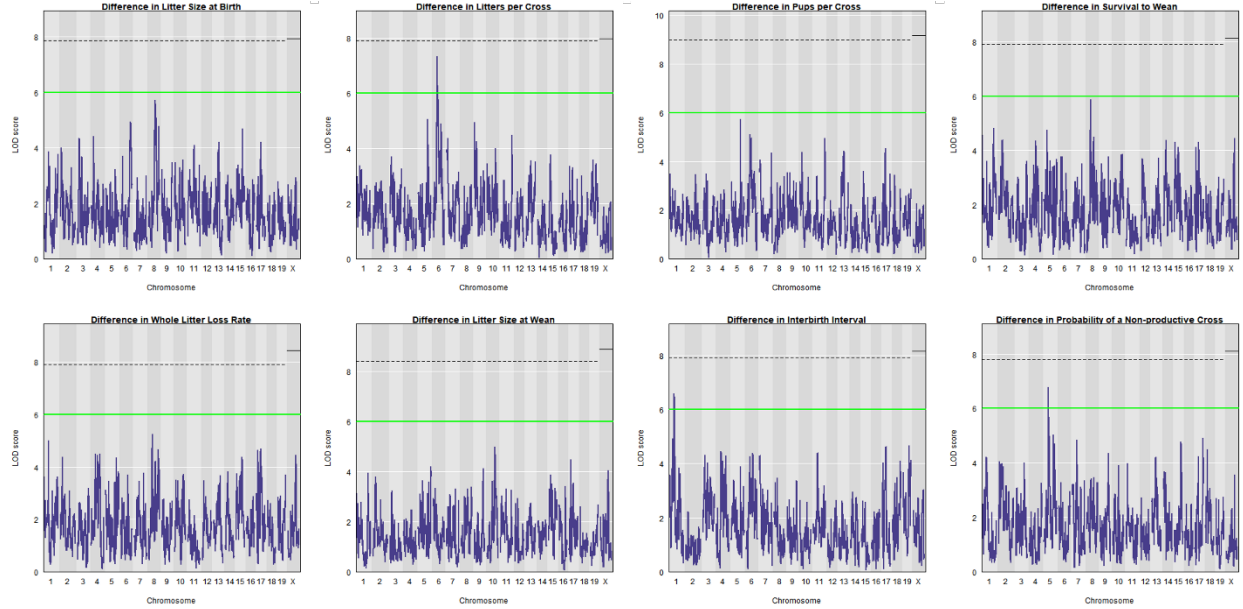 Difference in Litter Size at Birth
LOD score
8
6
4
2
0
1 2 3 4 5 6 7 8 9 10 11 12 13 14 15 16 17 18 19 X
Chromosome
Difference in Litters per Cross
LOD score
8
6
4
2
0
1 2 3 4 5 6 7 8 9 10 11 12 13 14 15 16 17 18 19 X
Chromosome
Difference in Pups per Cross
LOD score
10
8
6
4
2
0
1 2 3 4 5 6 7 8 9 10 11 12 13 14 15 16 17 18 19 X
Chromosome
Difference in Survival to Wean
LOD score
8
6
4
2
0
1 2 3 4 5 6 7 8 9 10 11 12 13 14 15 16 17 18 19 X
Chromosome
Difference in Whole Litter Loss Rate
LOD score
8
6
4
2
0
1 2 3 4 5 6 7 8 9 10 11 12 13 14 15 16 17 18 19 X
Chromosome
Difference in Litter Size at Wean
LOD score
8
6
4
2
0
1 2 3 4 5 6 7 8 9 10 11 12 13 14 15 16 17 18 19 X
Chromosome
Difference in Interbirth Interval
LOD score
8
6
4
2
0
1 2 3 4 5 6 7 8 9 10 11 12 13 14 15 16 17 18 19 X
Chromosome
Difference in Probability of a Non-productive Cross
LOD score
8
6
4
2
0
1 2 3 4 5 6 7 8 9 10 11 12 13 14 15 16 17 18 19 X
Chromosome